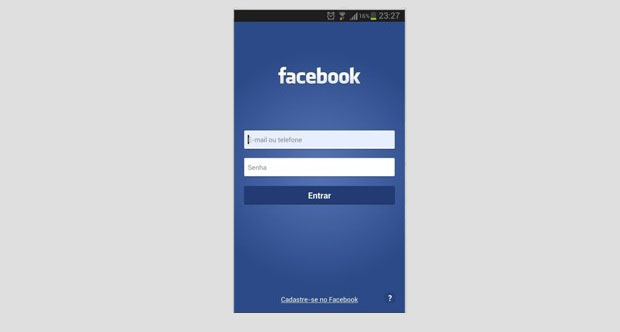 16% 23:27
facebook
E-mail ou telefone
Senha
Entrar
Cadastre-se no Facebook
?